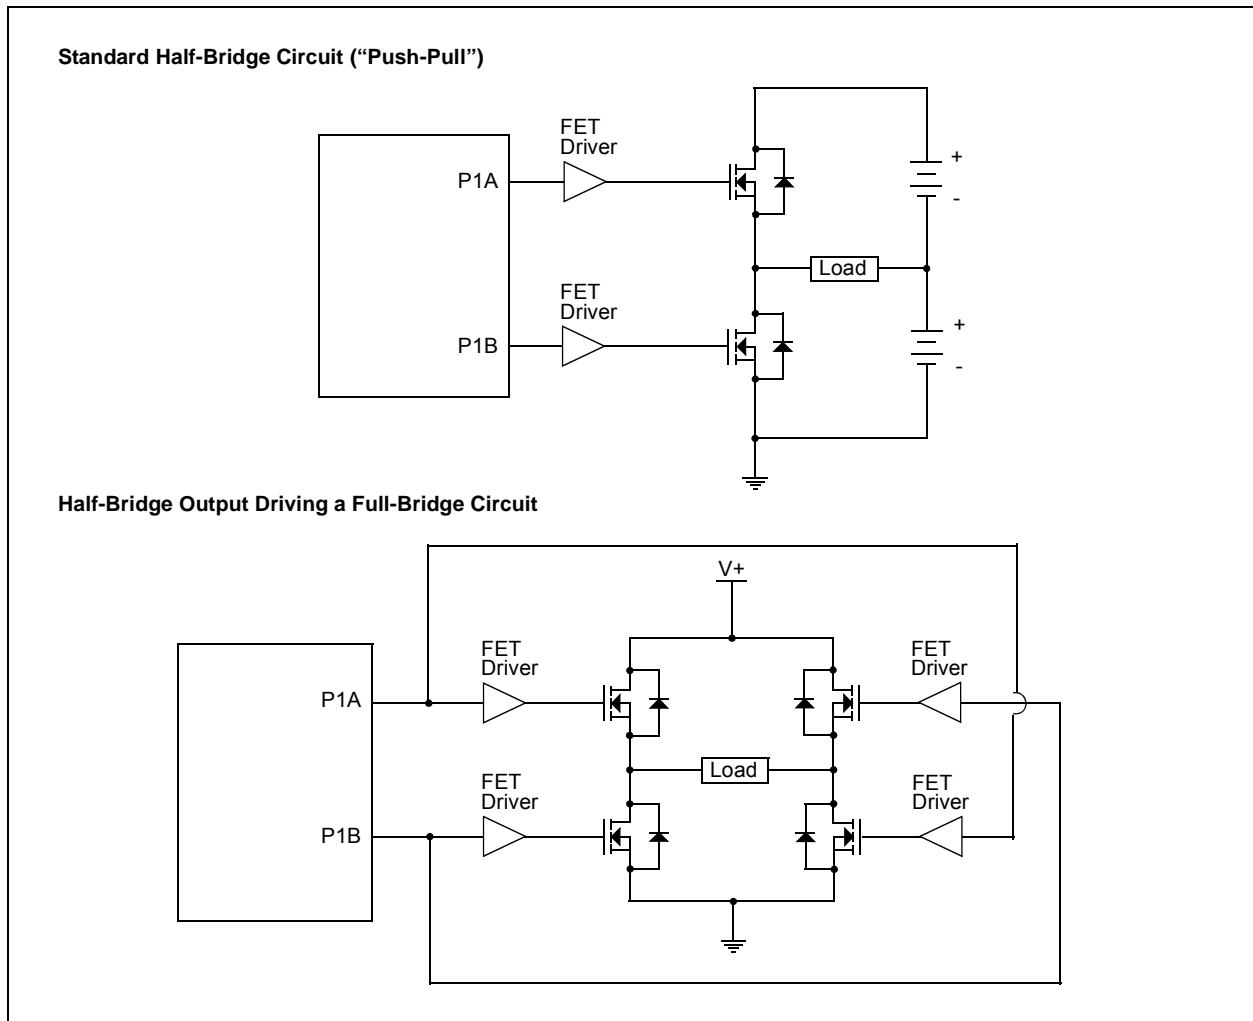 Standard Half-Bridge Circuit (“Push-Pull”)
FET
Driver
P1A
+
-
Load
FET
Driver
P1B
+
-
Half-Bridge Output Driving a Full-Bridge Circuit
V+
FET
Driver
FET
Driver
P1A
Load
FET
Driver
FET
Driver
P1B